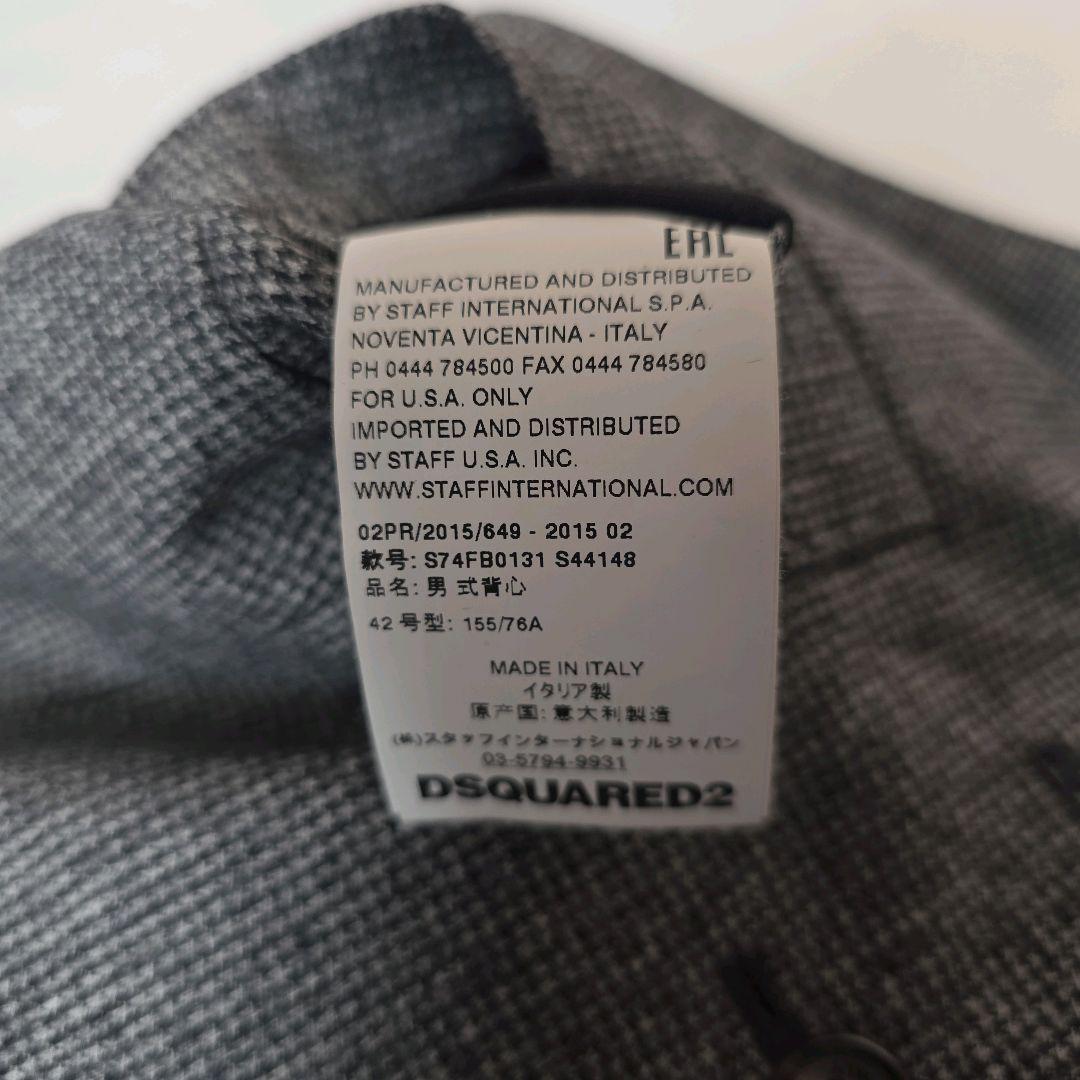 EAC
MANUFACTURED AND DISTRIBUTED
BY STAFF INTERNATIONAL S.P.A.
NOVENTA VICENTINA - ITALY
PH 0444 784500 FAX 0444 784580
FOR U.S.A. ONLY
IMPORTED AND DISTRIBUTED
BY STAFF U.S.A. INC.
WWW.STAFFINTERNATIONAL.COM
02PR/2015/649 - 2015 02
款号: S74FB0131 S44148
品名: 男式背心
42 号型: 155/76A
MADE IN ITALY
イタリア製
原产国: 意大利製造
(株)スタッフインターナショナルジャパン
03-5794-9931
DSQUARED2